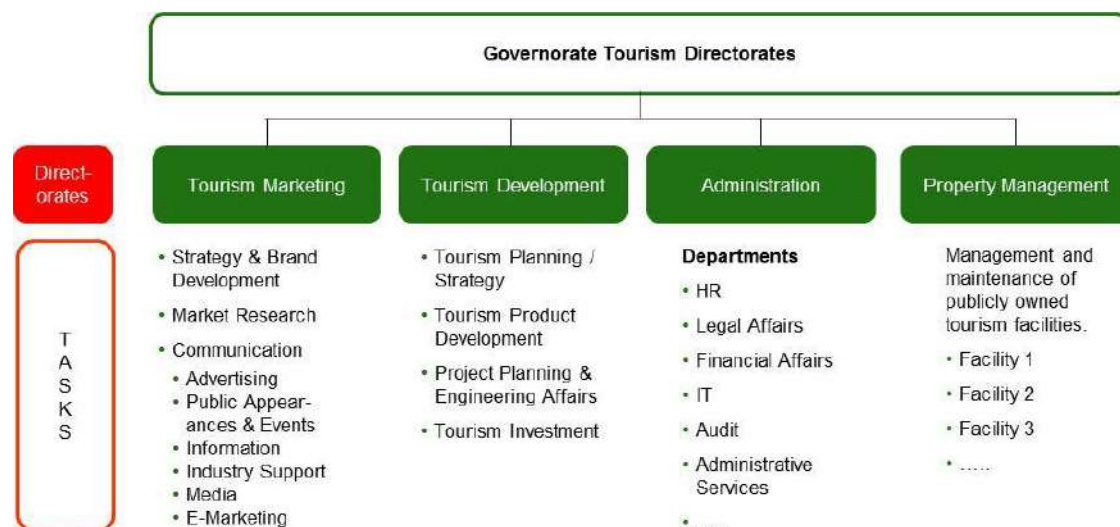 Governorate Tourism Directorates
Direct-
orates
Tourism Marketing
Tourism Development
Administration
Property Management
T
A
S
K
S
• Strategy & Brand
Development
• Market Research
• Communication
• Advertising
• Public Appear-
ances & Events
• Information
• Industry Support
• Media
• E-Marketing
• Tourism Planning /
Strategy
• Tourism Product
Development
• Project Planning &
Engineering Affairs
• Tourism Investment
Departments
• HR
• Legal Affairs
• Financial Affairs
• IT
• Audit
• Administrative
Services
Management and
maintenance of
publicly owned
tourism facilities.
• Facility 1
• Facility 2
• Facility 3
• .....